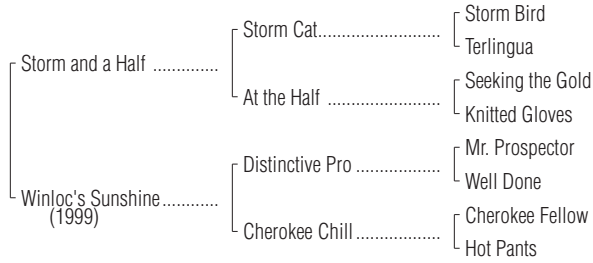 Storm Bird
Storm Cat..........................
Terlingua
Storm and a Half ..............
Seeking the Gold
At the Half ........................
Knitted Gloves
Mr. Prospector
Distinctive Pro ..................
Well Done
Winloc's Sunshine............
(1999)
Cherokee Fellow
Cherokee Chill..................
Hot Pants